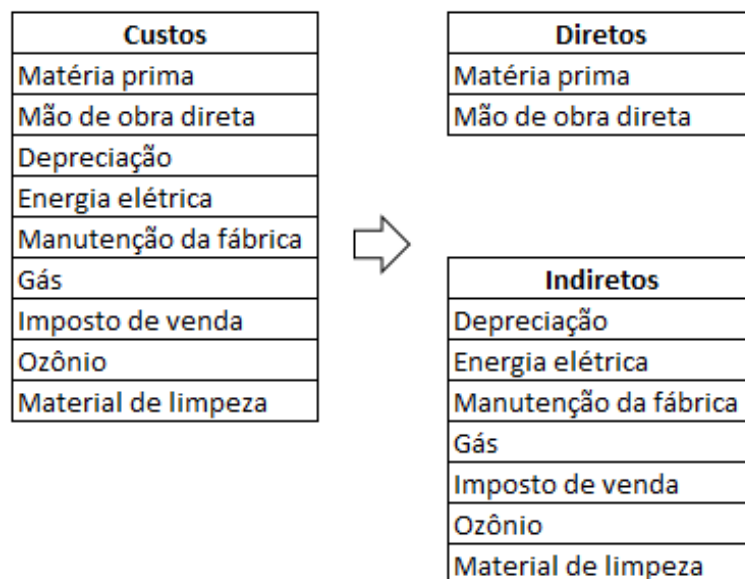 Custos
Matéria prima
Mão de obra direta
Depreciação
Energia elétrica
Manutenção da fábrica
Gás
Imposto de venda
Ozônio
Material de limpeza
Diretos
Matéria prima
Mão de obra direta
Indiretos
Depreciação
Energia elétrica
Manutenção da fábrica
Gás
Imposto de venda
Ozônio
Material de limpeza